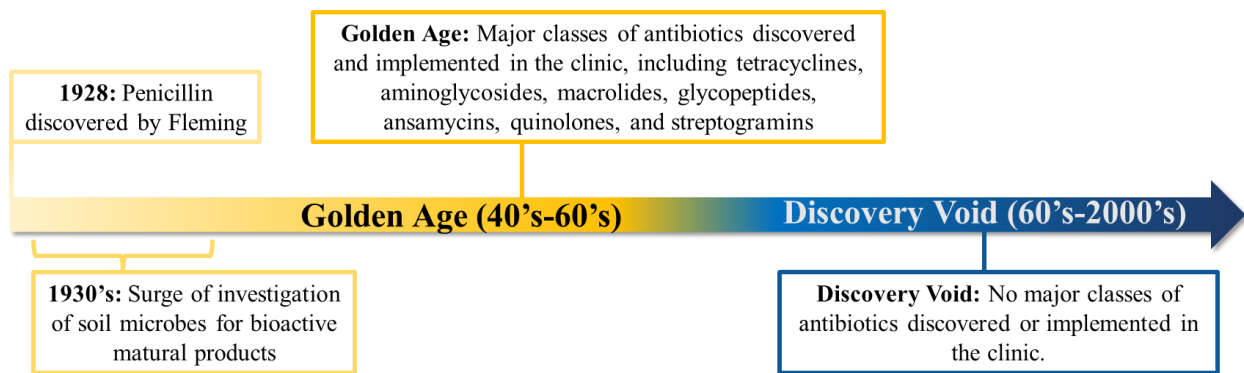 Golden Age: Major classes of antibiotics discovered
and implemented in the clinic, including tetracyclines,
aminoglycosides, macrolides, glycopeptides,
ansamycins, quinolones, and streptogramins
1928: Penicillin
discovered by Fleming
Golden Age (40's-60's)
Discovery Void (60's-2000's)
1930's: Surge of investigation
of soil microbes for bioactive
matural products
Discovery Void: No major classes of
antibiotics discovered or implemented in
the clinic.